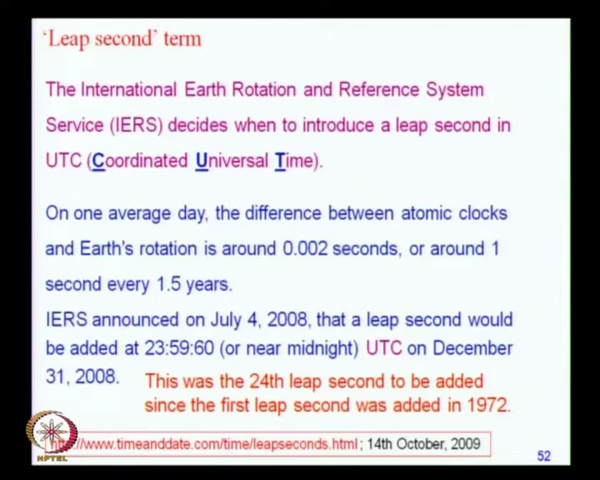 ‘Leap second’ term
The International Earth Rotation and Reference System
Service (IERS) decides when to introduce a leap second in
UTC (Coordinated Universal Time).
On one average day, the difference between atomic clocks
and Earth's rotation is around 0.002 seconds, or around 1
second every 1.5 years.
IERS announced on July 4, 2008, that a leap second would
be added at 23:59:60 (or near midnight) UTC on December
31, 2008.
This was the 24th leap second to be added
since the first leap second was added in 1972.
http://www.timeanddate.com/time/leapseconds.html; 14th October, 2009
NPTEL
52